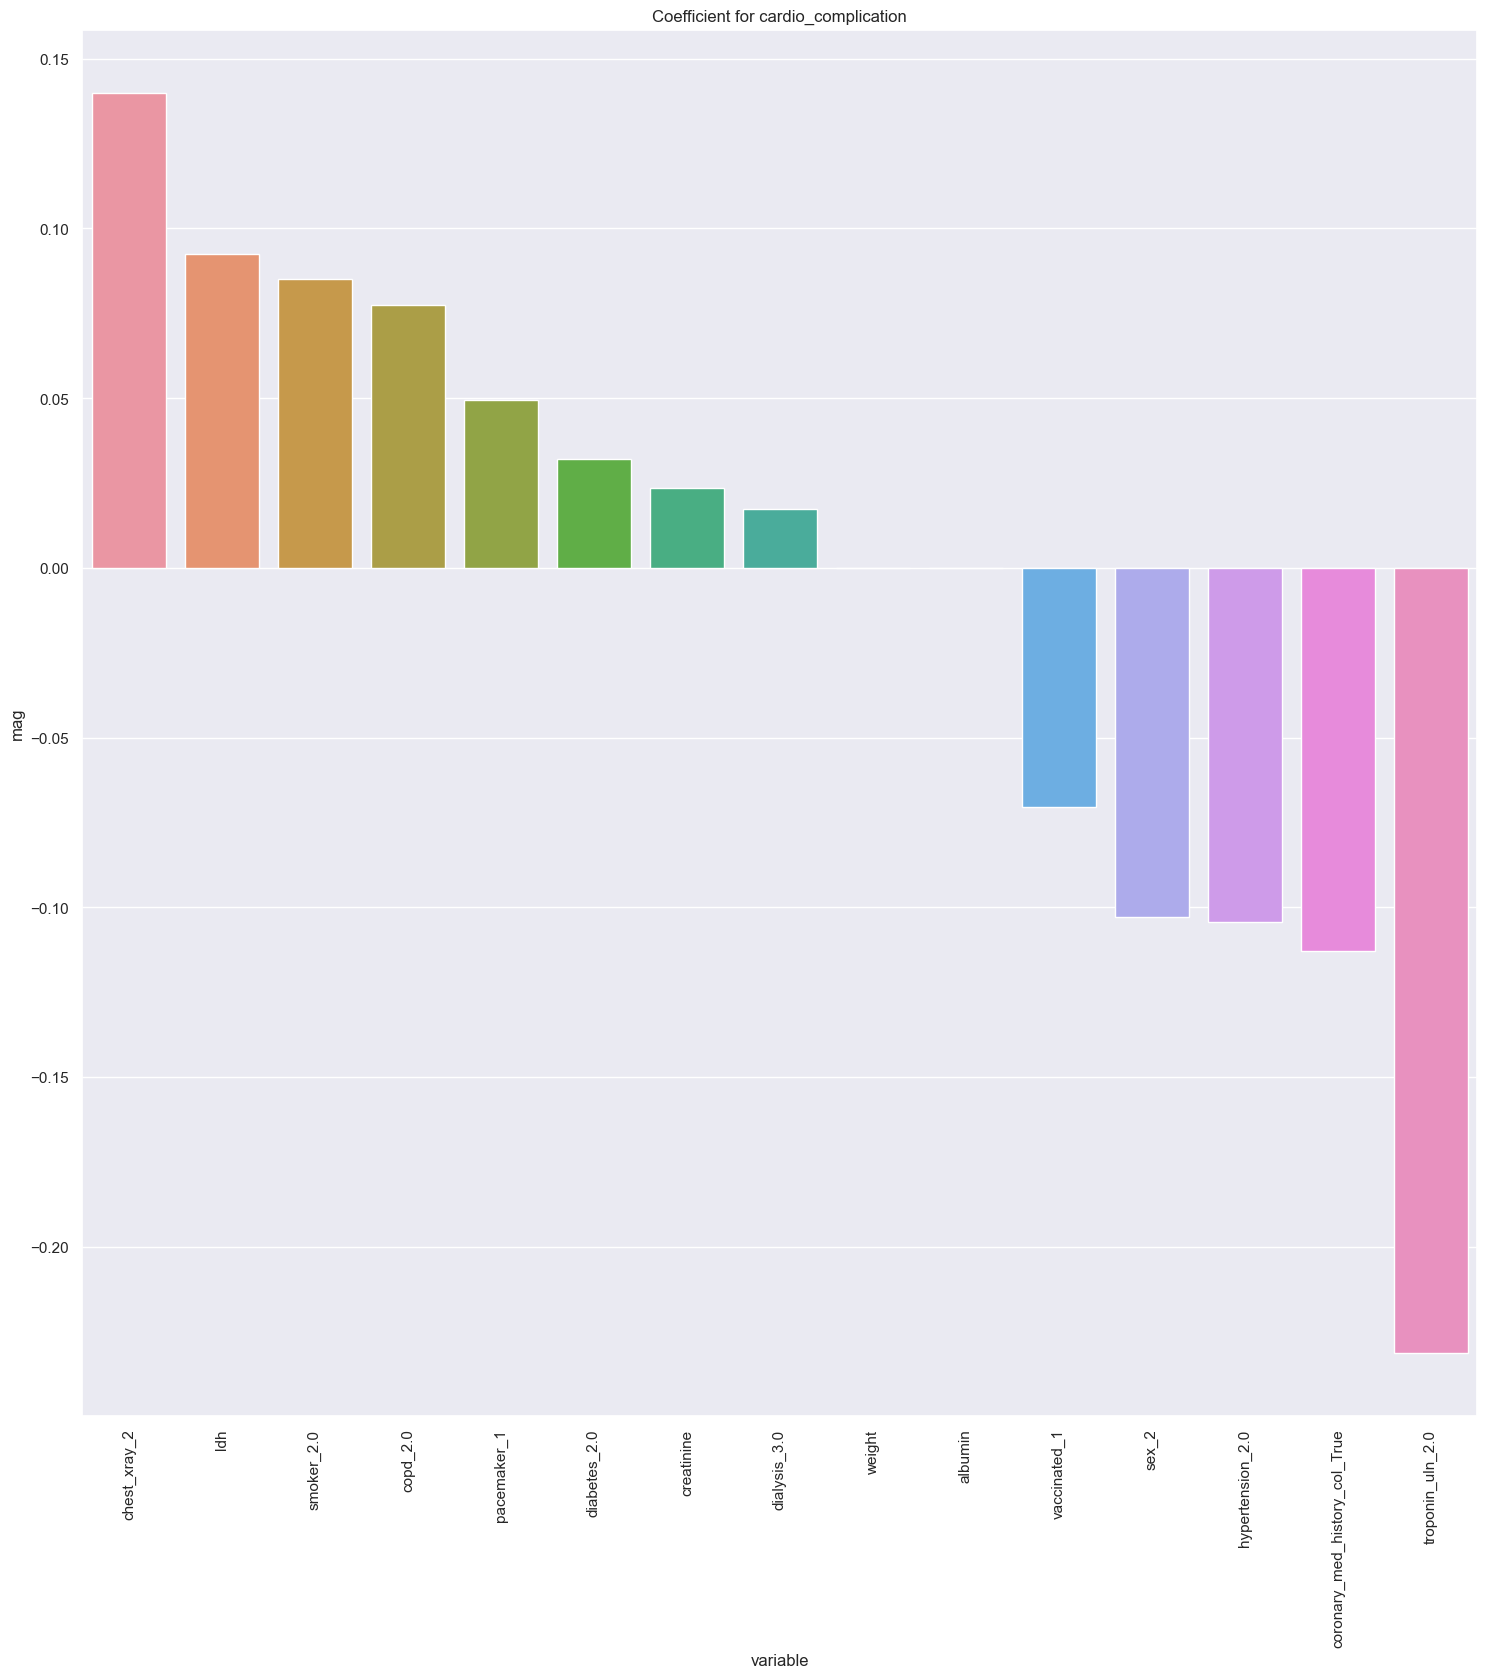 Coefficient for cardio_complication
mag
0.15
0.10
0.05
0.00
−0.05
−0.10
−0.15
−0.20
chest_xray_2
ldh
smoker_2.0
copd_2.0
pacemaker_1
diabetes_2.0
creatinine
dialysis_3.0
weight
albumin
vaccinated_1
sex_2
hypertension_2.0
coronary_med_history_col_True
troponin_uln_2.0
variable